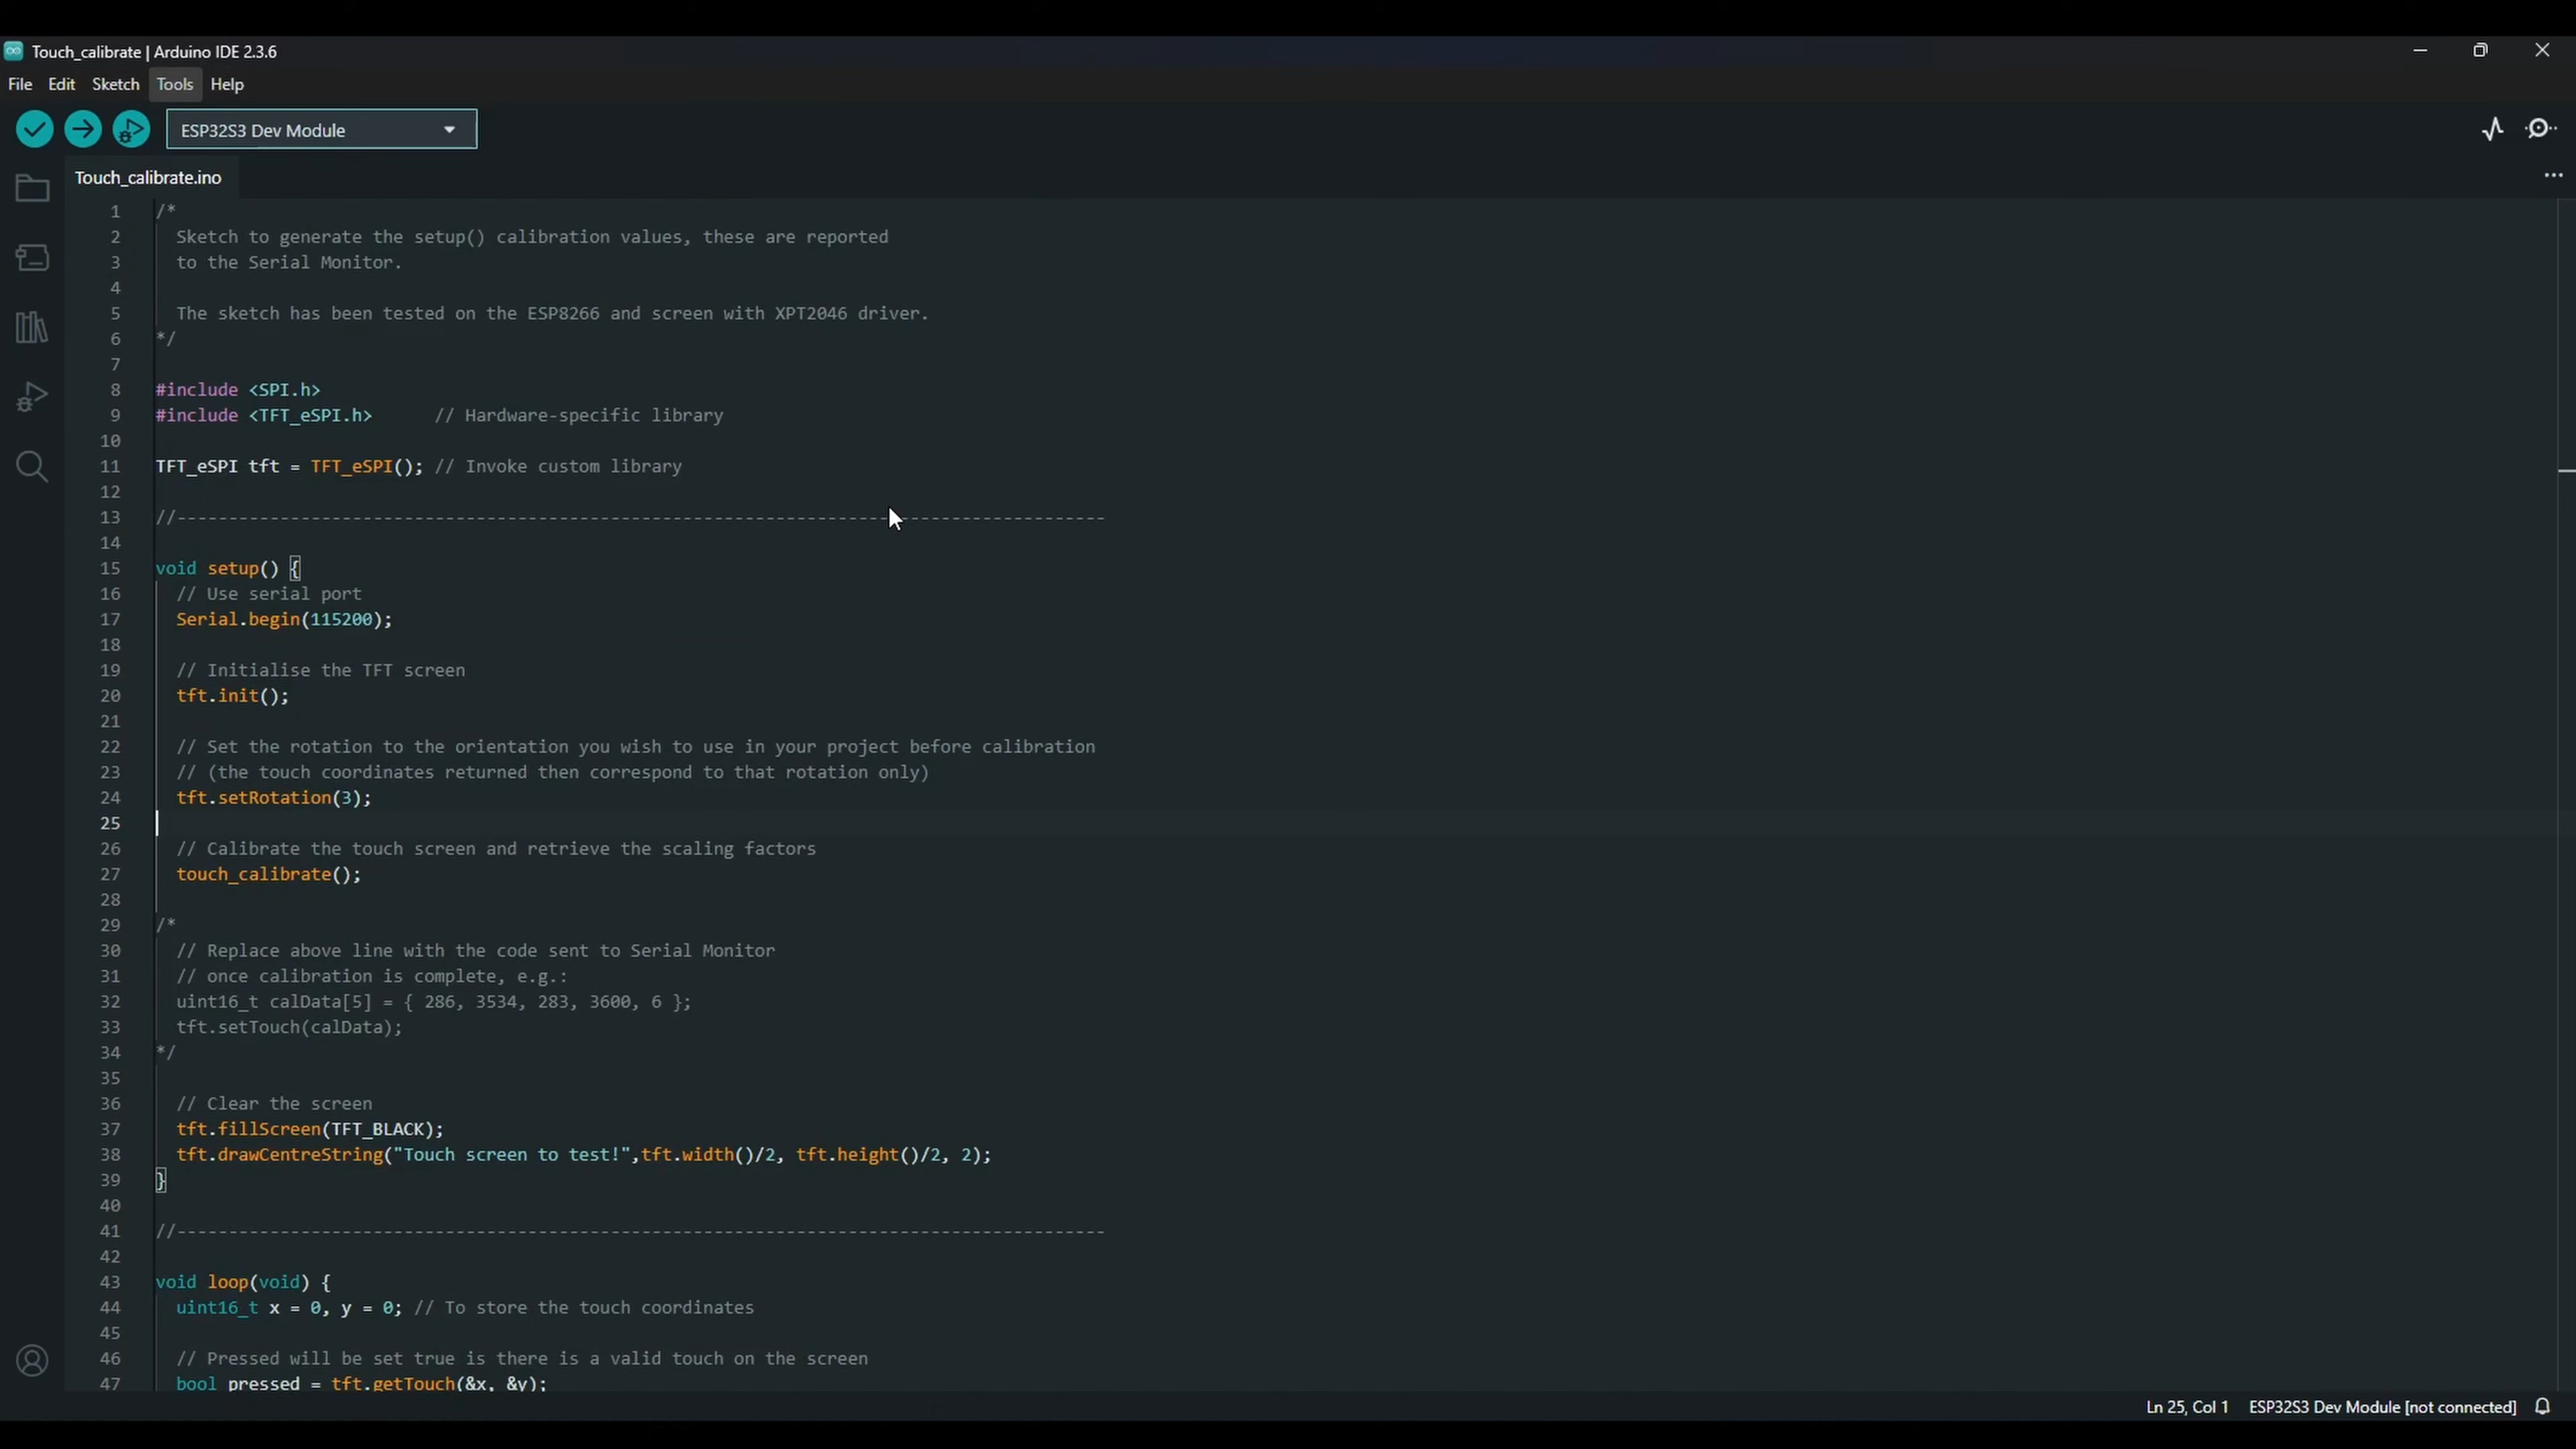 Touch_calibrate | Arduino IDE 2.3.6
File Edit Sketch Tools Help
ESP32S3 Dev Module
Touch_calibrate.ino
1 /*
2 Sketch to generate the setup() calibration values, these are reported
3 to the Serial Monitor.
4
5 The sketch has been tested on the ESP8266 and screen with XPT2046 driver.
6 */
7
8 #include <SPI.h>
9 #include <TFT_eSPI.h> // Hardware-specific library
10
11 TFT_eSPI tft = TFT_eSPI(); // Invoke custom library
12
13 //------------------------------------------------------------------------------------------
14
15 void setup() {
16 // Use serial port
17 Serial.begin(115200);
18
19 // Initialise the TFT screen
20 tft.init();
21
22 // Set the rotation to the orientation you wish to use in your project before calibration
23 // (the touch coordinates returned then correspond to that rotation only)
24 tft.setRotation(3);
25
26 // Calibrate the touch screen and retrieve the scaling factors
27 touch_calibrate();
28
29 /*
30 // Replace above line with the code sent to Serial Monitor
31 // once calibration is complete, e.g.:
32 uint16_t calData[5] = { 286, 3534, 283, 3600, 6 };
33 tft.setTouch(calData);
34 */
35
36 // Clear the screen
37 tft.fillScreen(TFT_BLACK);
38 tft.drawCentreString("Touch screen to test!",tft.width()/2, tft.height()/2, 2);
39 }
40
41 //------------------------------------------------------------------------------------------
42
43 void loop(void) {
44 uint16_t x = 0, y = 0; // To store the touch coordinates
45
46 // Pressed will be set true is there is a valid touch on the screen
47 bool pressed = tft.getTouch(&x, &y);
Ln 25, Col 1 ESP32S3 Dev Module [not connected]